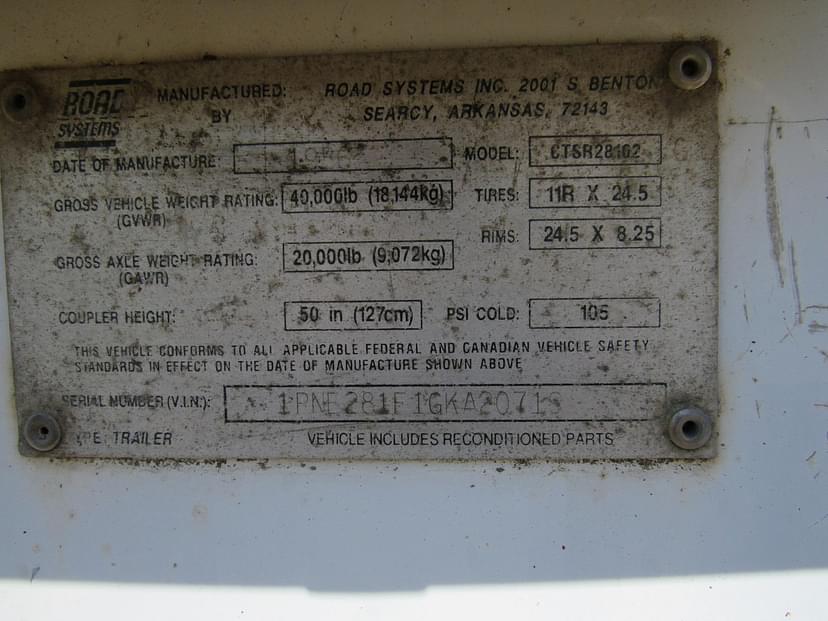 ROAD SYSTEMS
MANUFACTURED BY: ROAD SYSTEMS INC. 2001 S BENTON
SEARCY, ARKANSAS, 72143
DATE OF MANUFACTURE:
MODEL: CTSR28102
GROSS VEHICLE WEIGHT RATING: (GVWR) 40,000lb (18,144kg)
TIRES: 11R X 24.5
RIMS: 24.5 X 8.25
GROSS AXLE WEIGHT RATING: (GAWR) 20,000lb (9,072kg)
COUPLER HEIGHT: 50 in (127cm) PSI COLD: 105
THIS VEHICLE CONFORMS TO ALL APPLICABLE FEDERAL AND CANADIAN VEHICLE SAFETY
STANDARDS IN EFFECT ON THE DATE OF MANUFACTURE SHOWN ABOVE
SERIAL NUMBER (V.I.N.):
TYPE: TRAILER VEHICLE INCLUDES RECONDITIONED PARTS